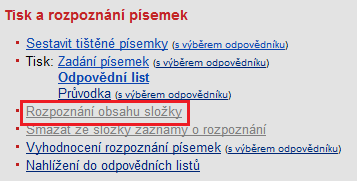 Tisk a rozpoznání písemek
Sestavit tištěné písemky (s výběrem odpovědníku)
Tisk: Zadání písemek (s výběrem odpovědníku)
Odpovědní list
Průvodka (s výběrem odpovědníku)
Rozpoznání obsahu složky
Smazat ze složky záznamy o rozpoznání
Vyhodnocení rozpoznání písemek (s výběrem odpovědníku)
Nahlížení do odpovědních listů